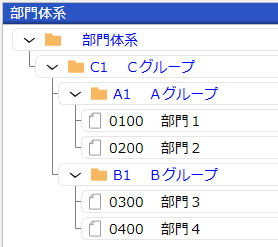 部門体系
部門体系
C1　Cグループ
A1　Aグループ
0100　部門1
0200　部門2
B1　Bグループ
0300　部門3
0400　部門4